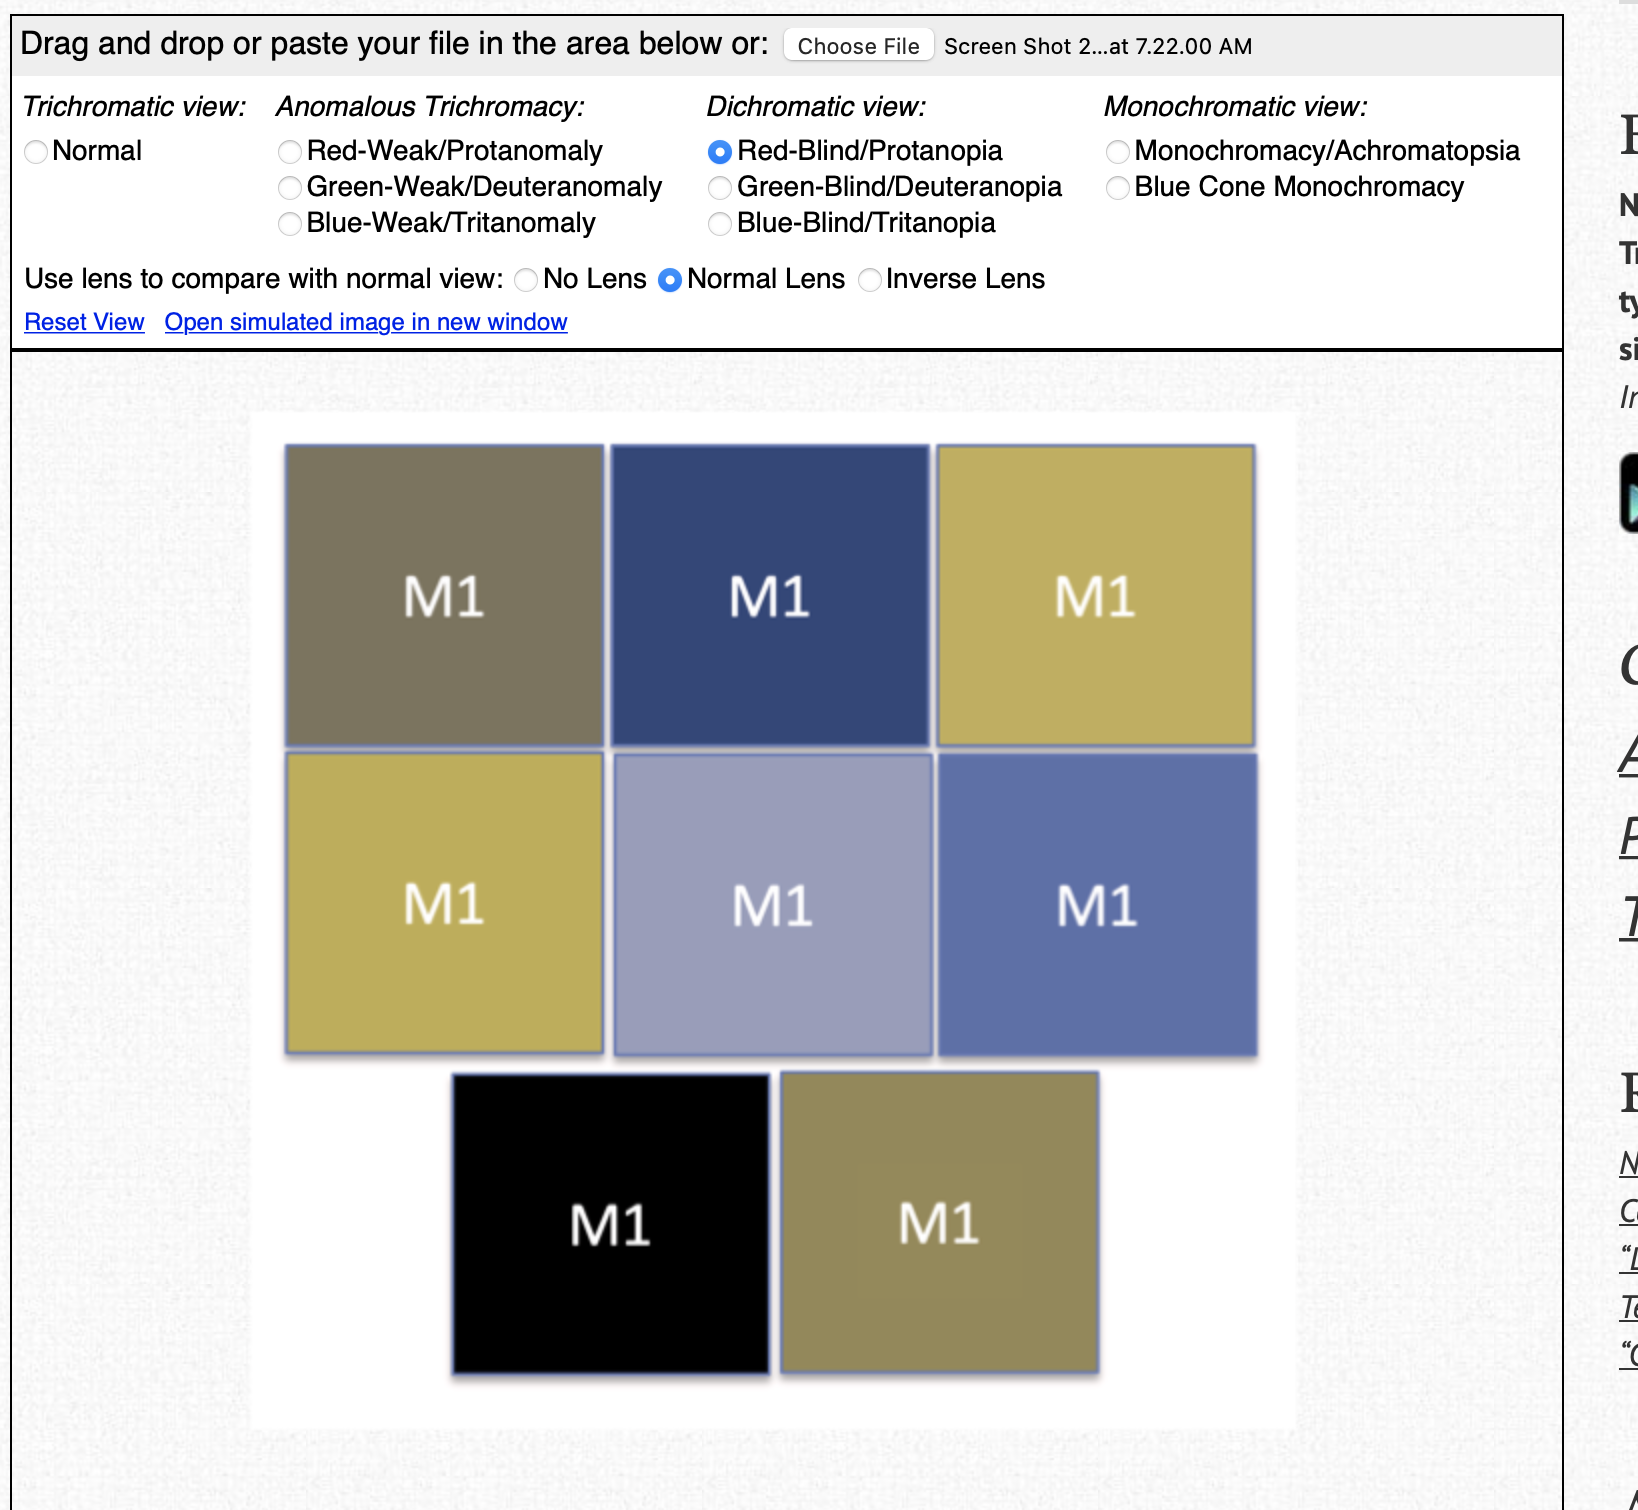 Drag and drop or paste your file in the area below or: Choose File Screen Shot 2...at 7.22.00 AM
Trichromatic view: Anomalous Trichromacy: Dichromatic view: Monochromatic view:
Normal Red-Weak/Protanomaly Red-Blind/Protanopia Monochromacy/Achromatopsia
Green-Weak/Deuteranomaly Green-Blind/Deuteranopia Blue Cone Monochromacy
Blue-Weak/Tritanomaly Blue-Blind/Tritanopia
Use lens to compare with normal view: No Lens Normal Lens Inverse Lens
Reset View Open simulated image in new window
M1 M1 M1
M1 M1 M1
M1 M1